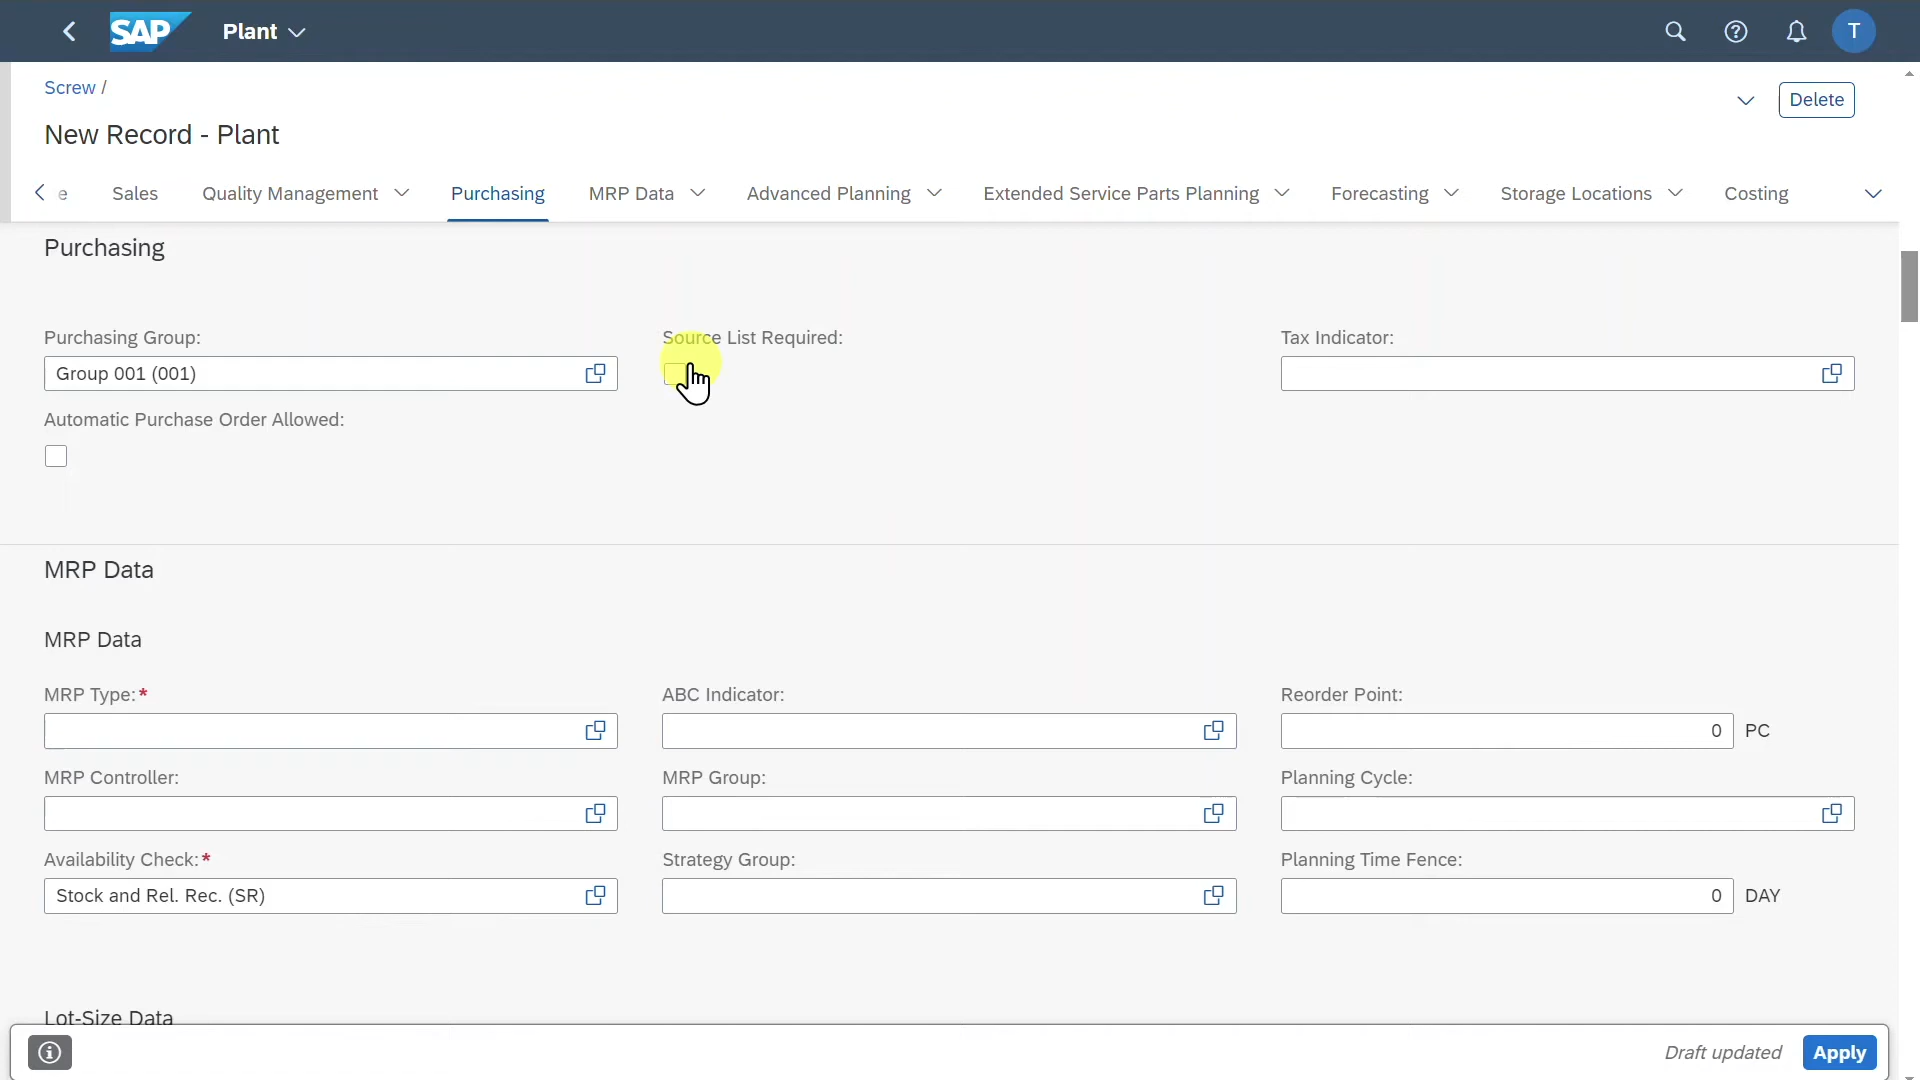 SAP
Plant
T
Screw /
Delete
New Record - Plant
e Sales Quality Management Purchasing MRP Data Advanced Planning Extended Service Parts Planning Forecasting Storage Locations Costing
Purchasing
Purchasing Group: Source List Required: Tax Indicator:
Group 001 (001)
Automatic Purchase Order Allowed:
MRP Data
MRP Data
MRP Type:* ABC Indicator: Reorder Point:
0 PC
MRP Controller: MRP Group: Planning Cycle:
Availability Check:* Strategy Group: Planning Time Fence:
Stock and Rel. Rec. (SR) 0 DAY
Lot-Size Data
Draft updated Apply